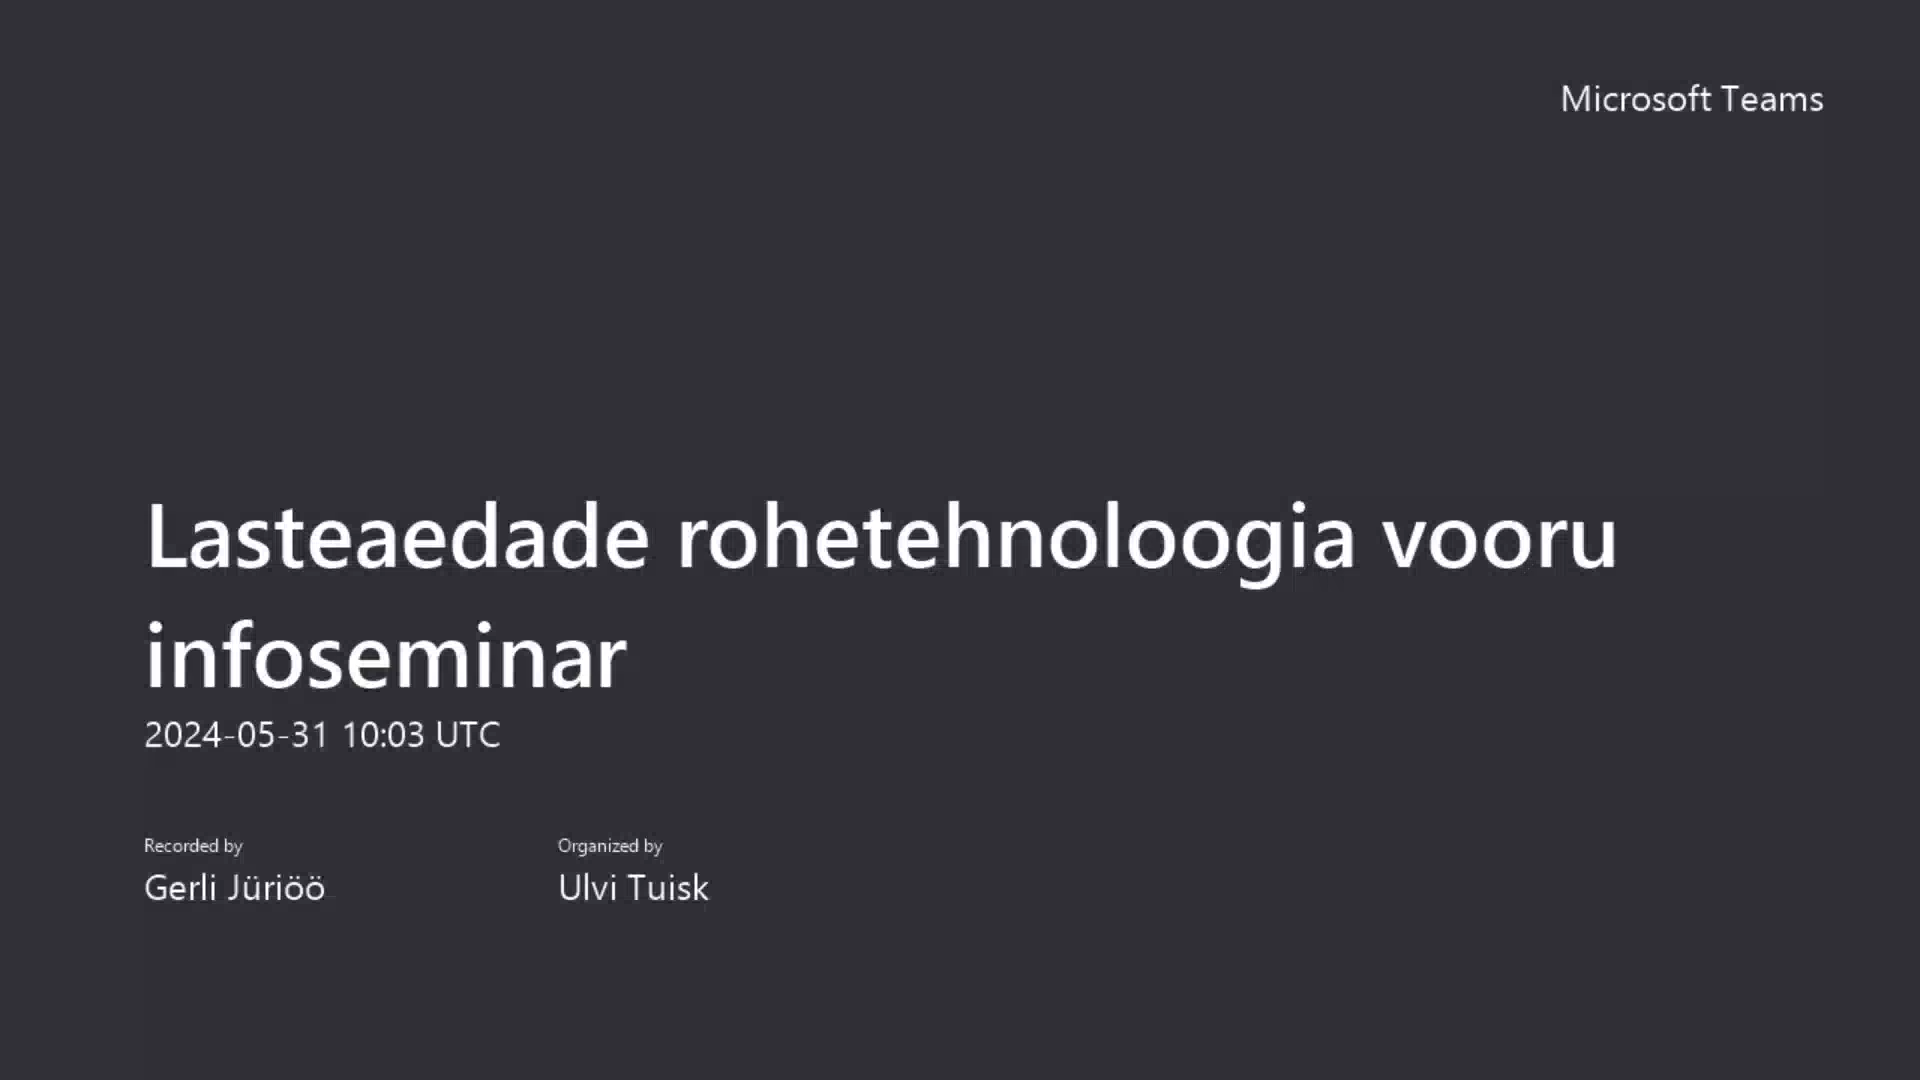 Microsoft Teams
Lasteaedade rohetehnoloogia vooru
infoseminar
2024-05-31 10:03 UTC
Recorded by
Gerli Jüriöö
Organized by
Ulvi Tuisk